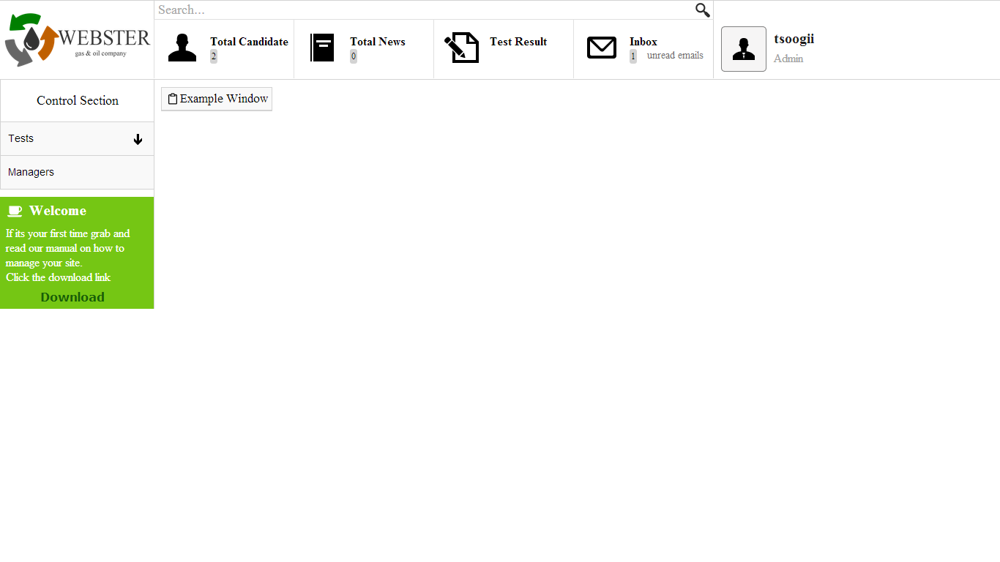 WEBSTER
gas & oil company
Search...
Total Candidate
2
Total News
0
Test Result
Inbox
1 unread emails
tsoogii
Admin
Control Section
Tests
Managers
Welcome
If its your first time grab and
read our manual on how to
manage your site.
Click the download link
Download
Example Window